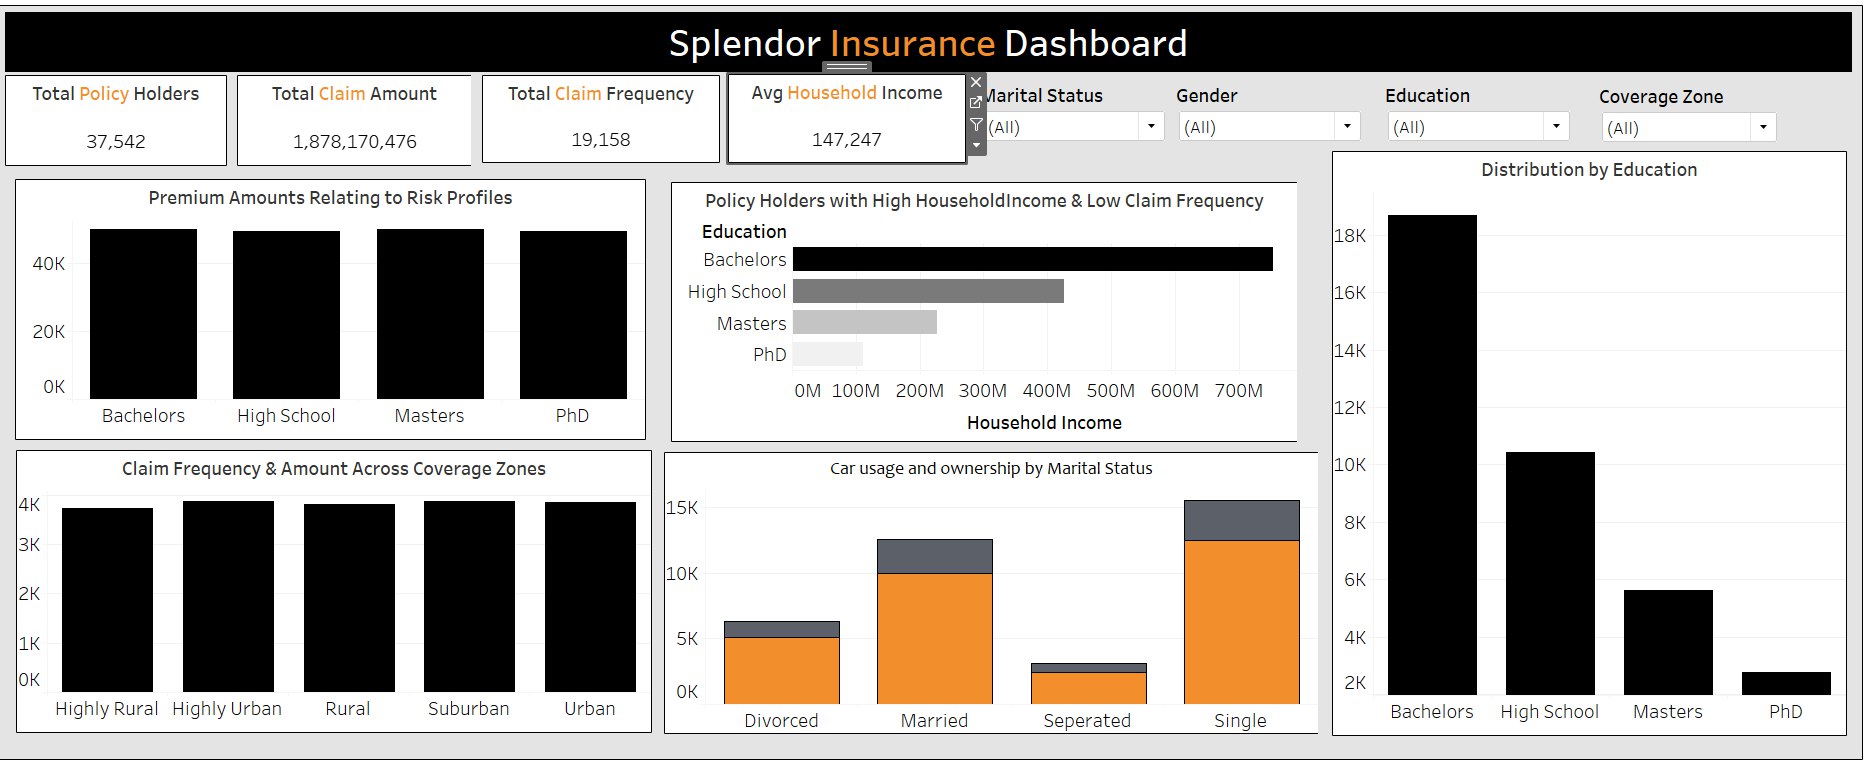 Splendor Insurance Dashboard
Total Policy Holders
37,542
Total Claim Amount
1,878,170,476
Total Claim Frequency
19,158
Avg Household Income
147,247
Marital Status
(All)
Gender
(All)
Education
(All)
Coverage Zone
(All)
Premium Amounts Relating to Risk Profiles
40K
20K
0K
Bachelors High School Masters PhD
Policy Holders with High HouseholdIncome & Low Claim Frequency
Education
Bachelors
High School
Masters
PhD
0M 100M 200M 300M 400M 500M 600M 700M
Household Income
Distribution by Education
18K
16K
14K
12K
10K
8K
6K
4K
2K
Bachelors High School Masters PhD
Claim Frequency & Amount Across Coverage Zones
4K
3K
2K
1K
0K
Highly Rural Highly Urban Rural Suburban Urban
Car usage and ownership by Marital Status
15K
10K
5K
0K
Divorced Married Seperated Single